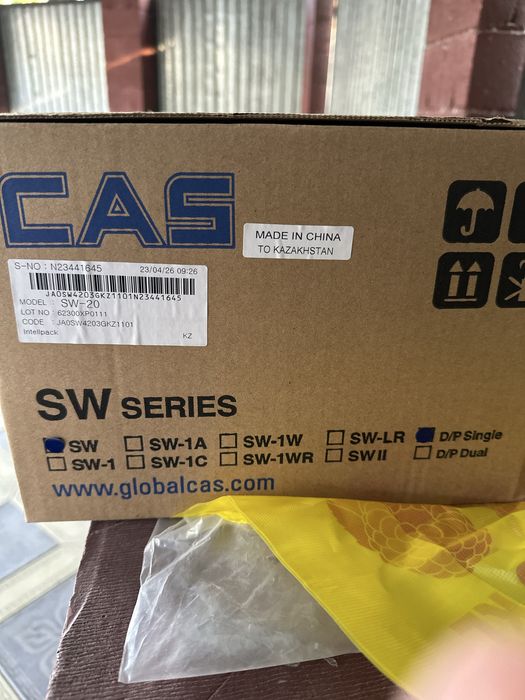 CAS
MADE IN CHINA
TO KAZAKHSTAN
S-NO : N23441645 23/04/26 09:26
JA0SW4203GKZ1101N23441645
MODEL : SW-20
LOT NO : 62300XP0111
CODE : JA0SW4203GKZ1101
Intellpack KZ
SW SERIES
SW SW-1A SW-1W SW-LR D/P Single
SW-1 SW-1C SW-1WR SW II D/P Dual
www.globalcas.com